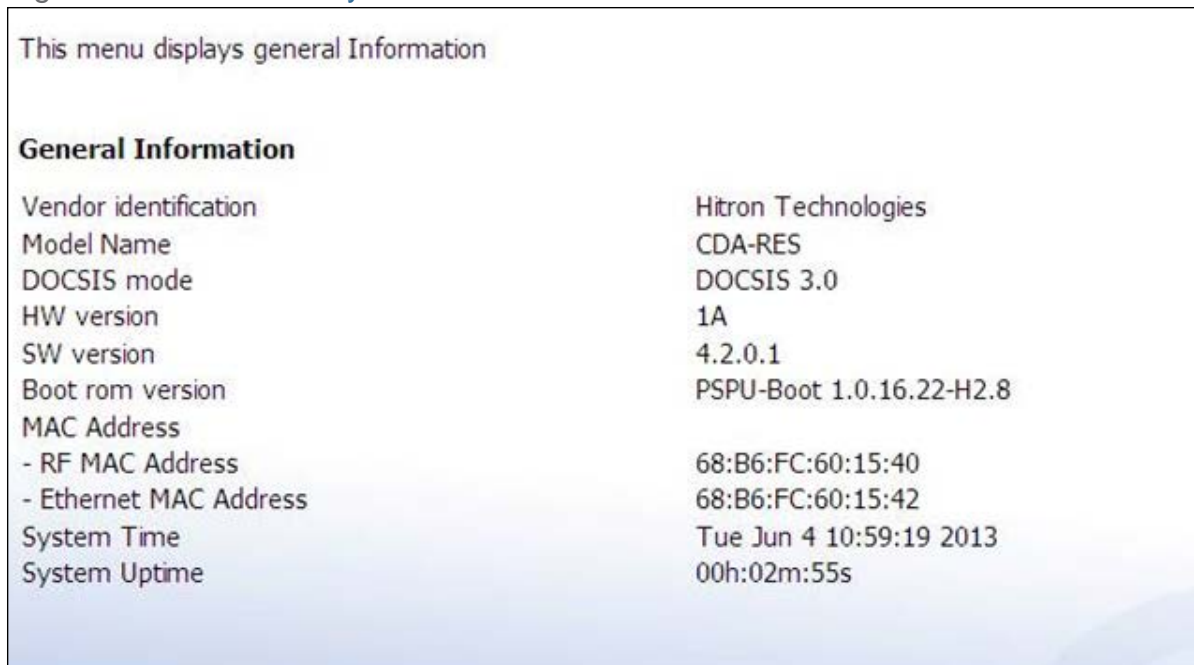 This menu displays general Information
General Information
Vendor identification Hitron Technologies
Model Name CDA-RES
DOCSIS mode DOCSIS 3.0
HW version 1A
SW version 4.2.0.1
Boot rom version PSPU-Boot 1.0.16.22-H2.8
MAC Address
- RF MAC Address 68:B6:FC:60:15:40
- Ethernet MAC Address 68:B6:FC:60:15:42
System Time Tue Jun 4 10:59:19 2013
System Uptime 00h:02m:55s